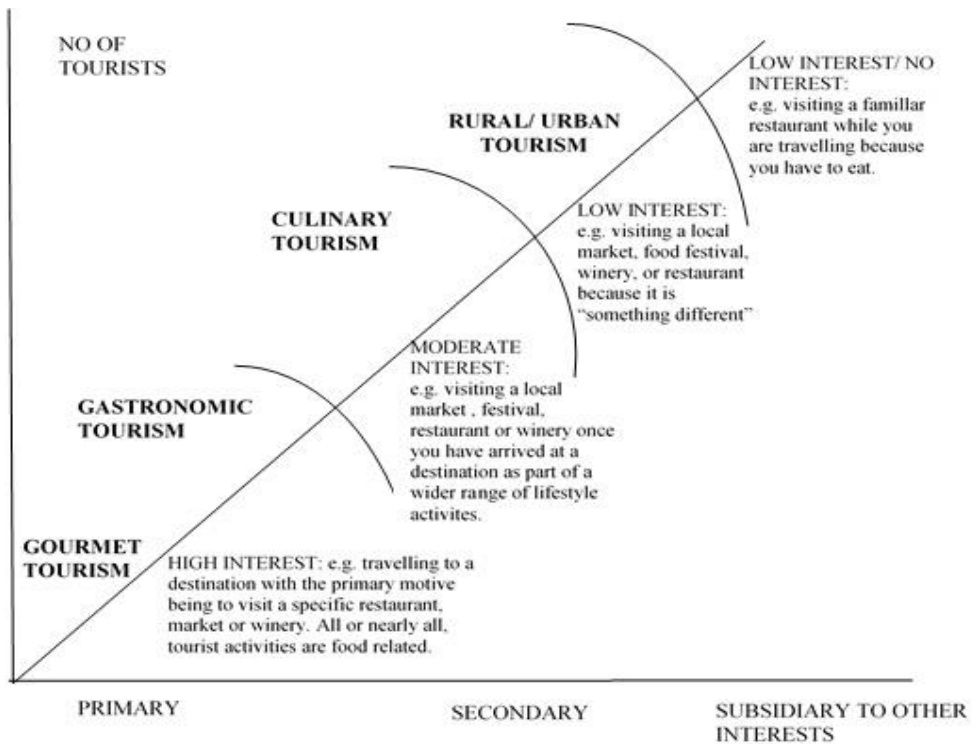 NO OF
TOURISTS
LOW INTEREST/ NO
INTEREST:
e.g. visiting a famillar
restaurant while you
are travelling because
you have to eat.
RURAL/ URBAN
TOURISM
CULINARY
TOURISM
LOW INTEREST:
e.g. visiting a local
market, food festival,
winery, or restaurant
because it is
“something different”
MODERATE
INTEREST:
e.g. visiting a local
market , festival,
restaurant or winery once
you have arrived at a
destination as part of a
wider range of lifestyle
activites.
GASTRONOMIC
TOURISM
GOURMET
TOURISM
HIGH INTEREST: e.g. travelling to a
destination with the primary motive
being to visit a specific restaurant,
market or winery. All or nearly all,
tourist activities are food related.
PRIMARY
SECONDARY
SUBSIDIARY TO OTHER
INTERESTS